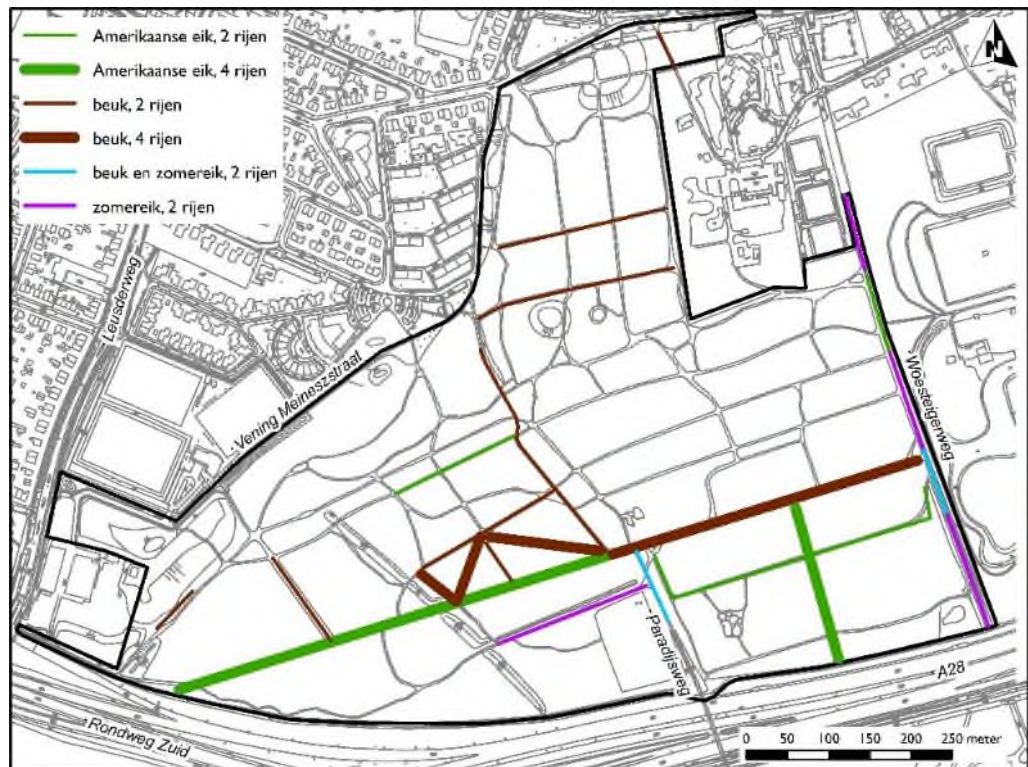 Amerikaanse eik, 2 rijen
Amerikaanse eik, 4 rijen
beuk, 2 rijen
beuk, 4 rijen
beuk en zomereik, 2 rijen
zomereik, 2 rijen
N
Leusderweg
Vening Meineszstraat
Woesteigerweg
Paradijsweg
A28
Rondweg Zuid
0 50 100 150 200 250 meter